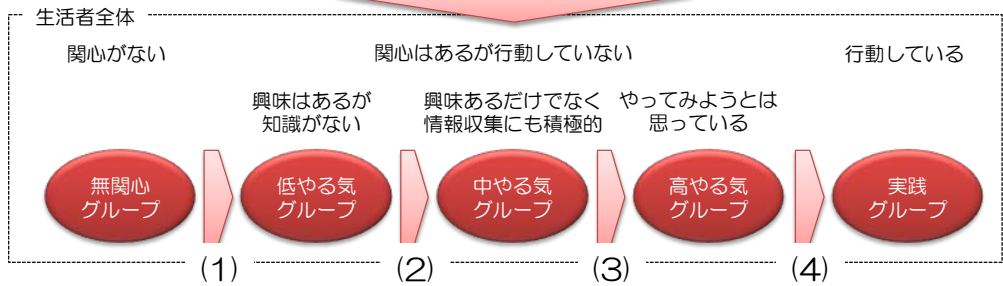 生活者全体
関心がない
関心はあるが行動していない
行動している
興味はあるが
知識がない
興味あるだけでなく
情報収集にも積極的
やってみようとは
思っている
無関心
グループ
低やる気
グループ
中やる気
グループ
高やる気
グループ
実践
グループ
(1)
(2)
(3)
(4)